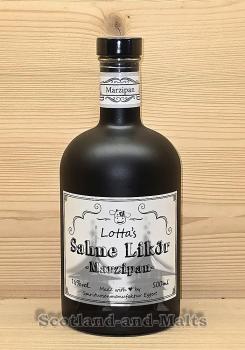 Marzipan
Lotta's
Sahne Likör
-Marzipan-
Made with ♥ by
500ml
Scotland-and-Malts